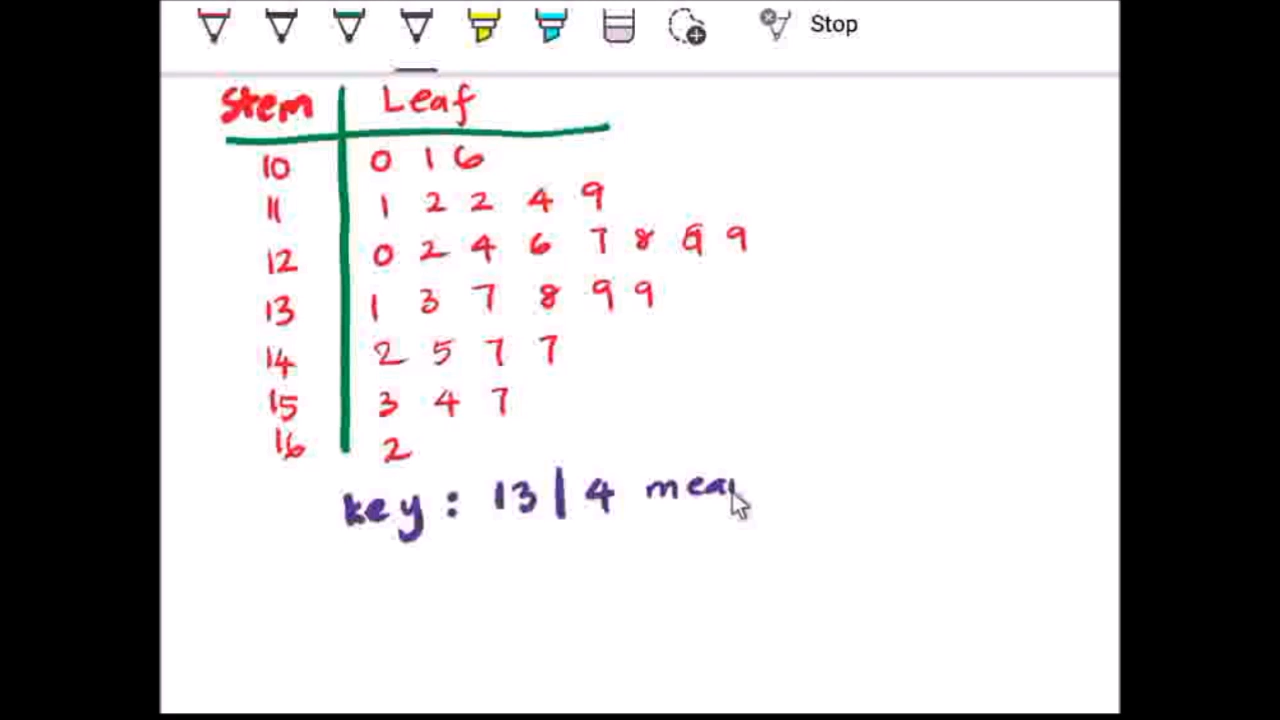 Stop
Stem Leaf
10 0 1 6
11 1 2 2 4 9
12 0 2 4 6 7 8 9 9
13 1 3 7 8 9 9
14 2 5 7 7
15 3 4 7
16 2
key : 13 | 4 mea